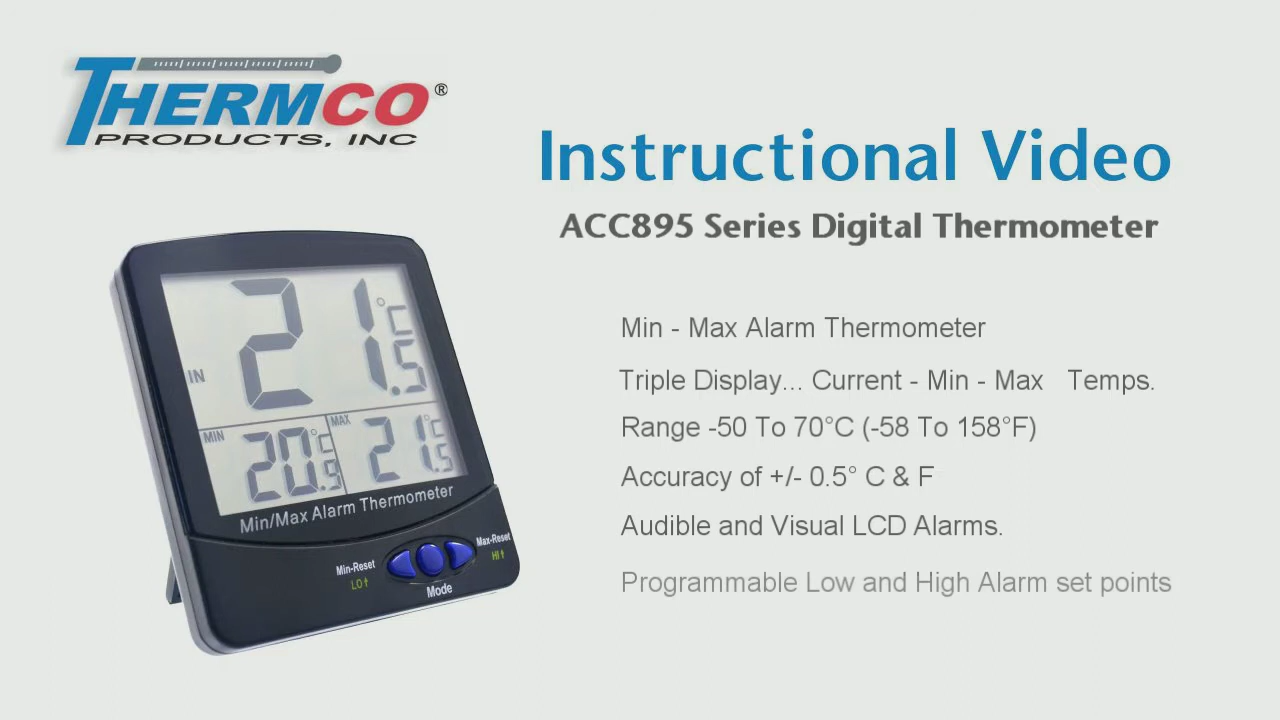 THERMCO®
PRODUCTS, INC
Instructional Video
ACC895 Series Digital Thermometer
Min - Max Alarm Thermometer
Triple Display... Current - Min - Max Temps.
Range -50 To 70°C (-58 To 158°F)
Accuracy of +/- 0.5° C & F
Audible and Visual LCD Alarms.
Programmable Low and High Alarm set points
IN 21.5°C
MIN 20.9°C
MAX 21.5°C
Min/Max Alarm Thermometer
Min-Reset
LO↑
Mode
Max-Reset
HI↑